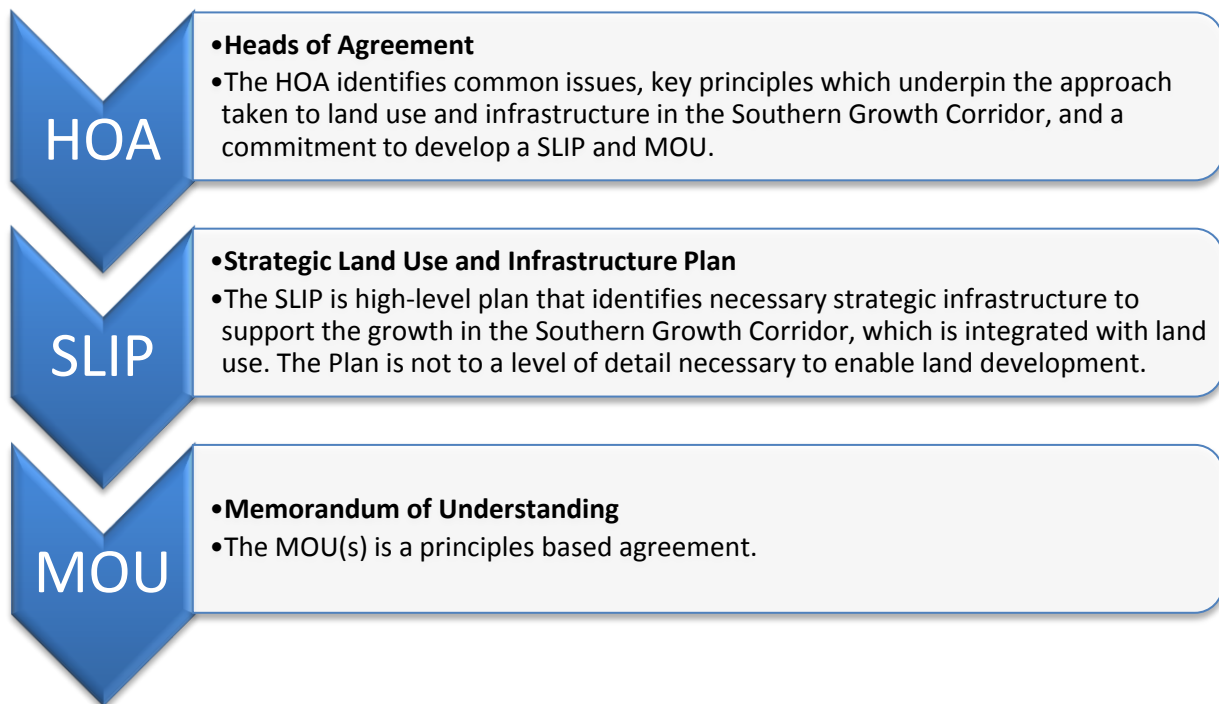 HOA
•Heads of Agreement
•The HOA identifies common issues, key principles which underpin the approach
taken to land use and infrastructure in the Southern Growth Corridor, and a
commitment to develop a SLIP and MOU.
SLIP
•Strategic Land Use and Infrastructure Plan
•The SLIP is high-level plan that identifies necessary strategic infrastructure to
support the growth in the Southern Growth Corridor, which is integrated with land
use. The Plan is not to a level of detail necessary to enable land development.
MOU
•Memorandum of Understanding
•The MOU(s) is a principles based agreement.